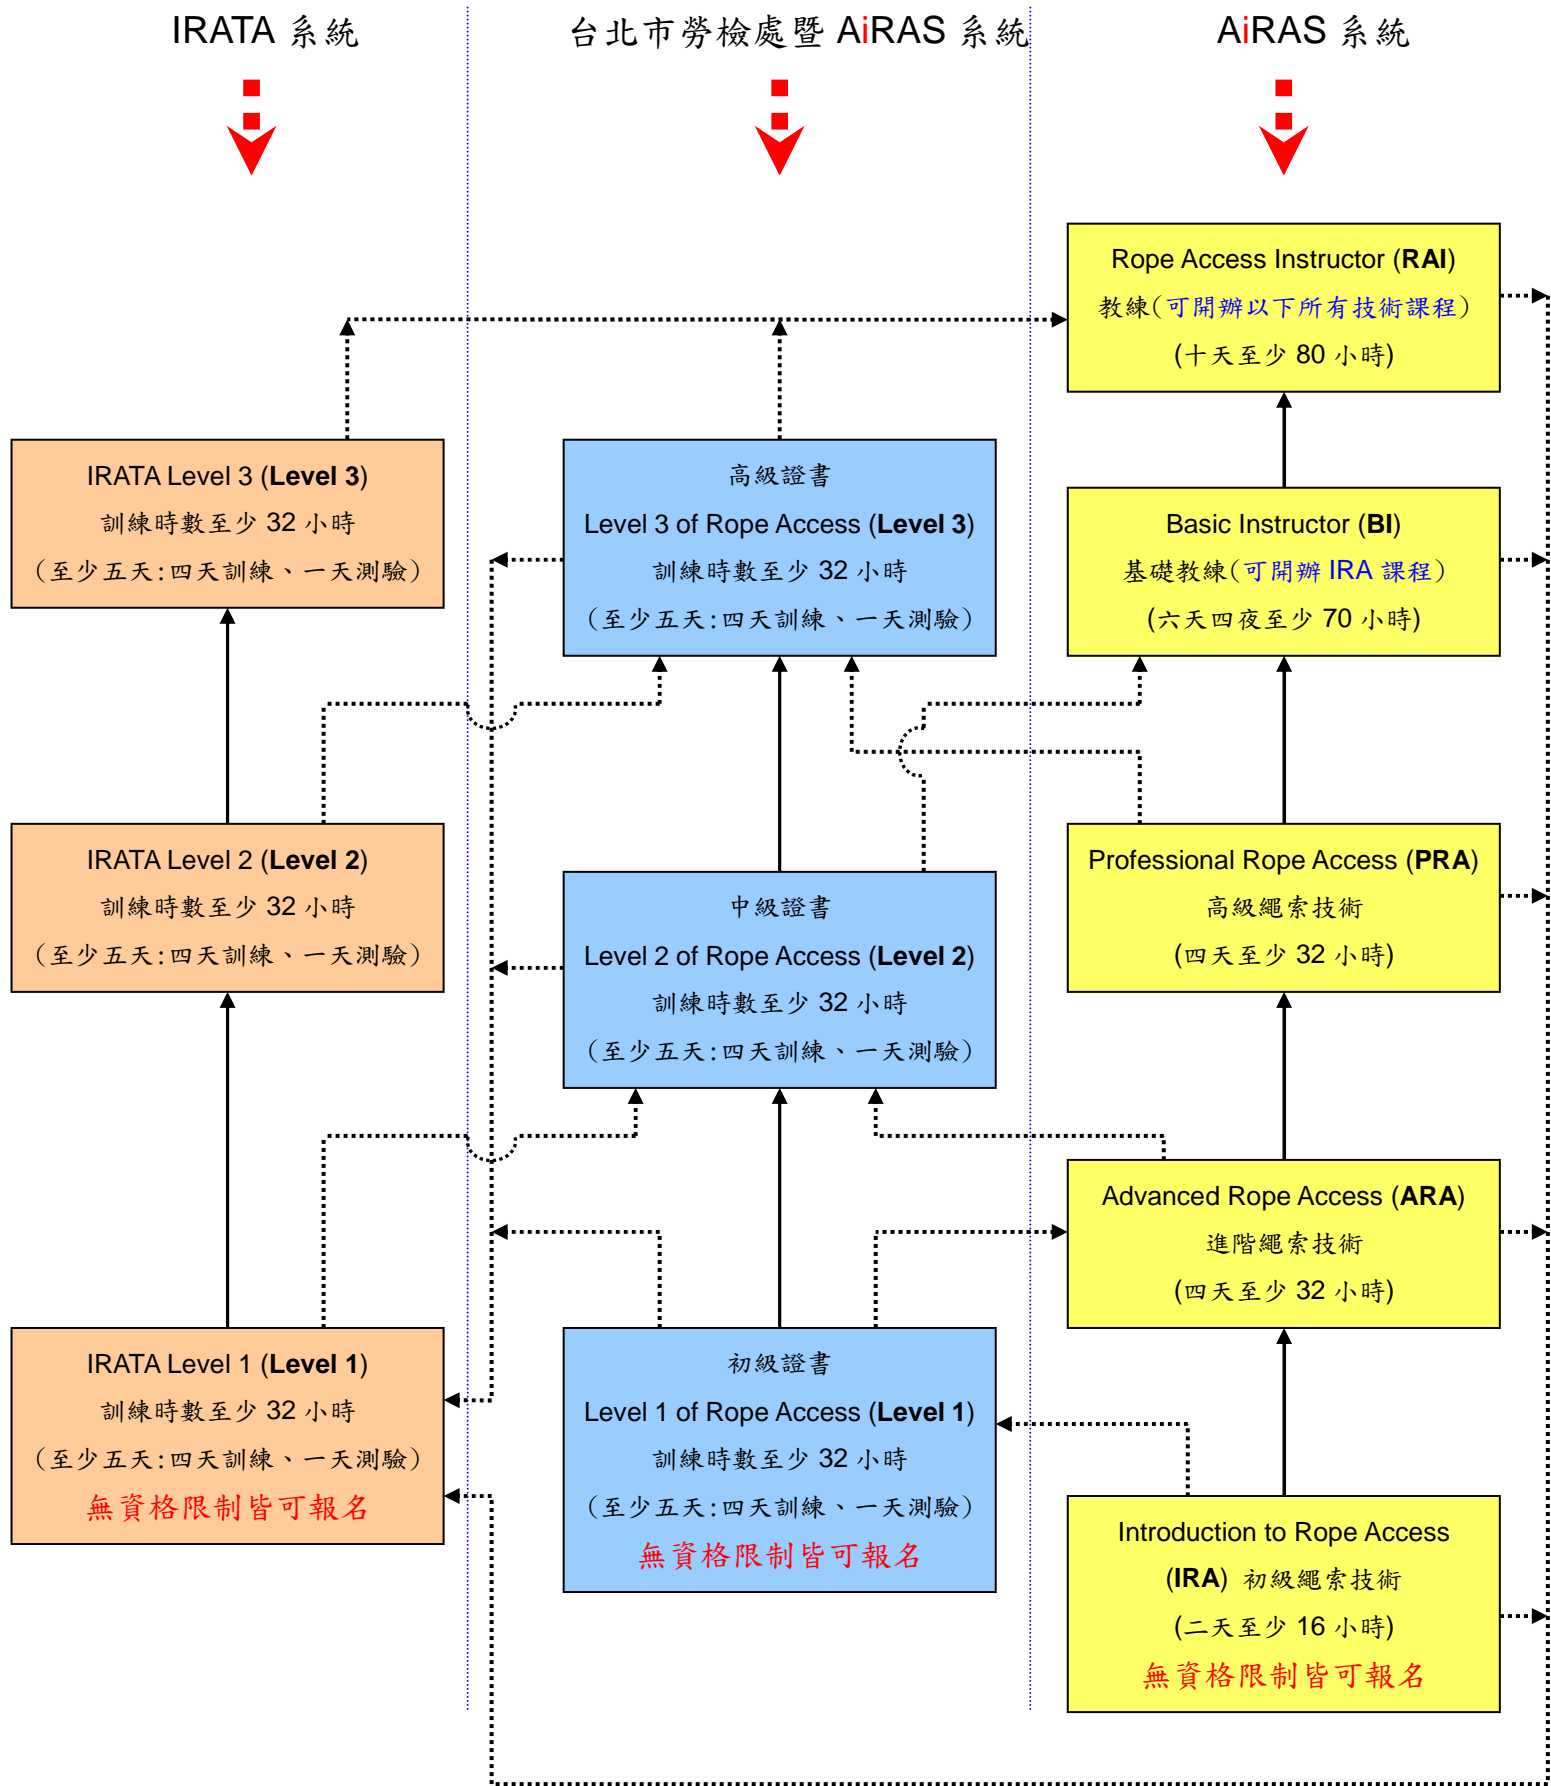 IRATA 系統
台北市勞檢處暨 AiRAS 系統
AiRAS 系統
Rope Access Instructor (RAI)
教練(可開辦以下所有技術課程)
(十天至少 80 小時)
IRATA Level 3 (Level 3)
訓練時數至少 32 小時
(至少五天:四天訓練、一天測驗)
高級證書
Level 3 of Rope Access (Level 3)
訓練時數至少 32 小時
(至少五天:四天訓練、一天測驗)
Basic Instructor (BI)
基礎教練(可開辦 IRA 課程)
(六天四夜至少 70 小時)
IRATA Level 2 (Level 2)
訓練時數至少 32 小時
(至少五天:四天訓練、一天測驗)
中級證書
Level 2 of Rope Access (Level 2)
訓練時數至少 32 小時
(至少五天:四天訓練、一天測驗)
Professional Rope Access (PRA)
高級繩索技術
(四天至少 32 小時)
Advanced Rope Access (ARA)
進階繩索技術
(四天至少 32 小時)
IRATA Level 1 (Level 1)
訓練時數至少 32 小時
(至少五天:四天訓練、一天測驗)
無資格限制皆可報名
初級證書
Level 1 of Rope Access (Level 1)
訓練時數至少 32 小時
(至少五天:四天訓練、一天測驗)
無資格限制皆可報名
Introduction to Rope Access
(IRA) 初級繩索技術
(二天至少 16 小時)
無資格限制皆可報名